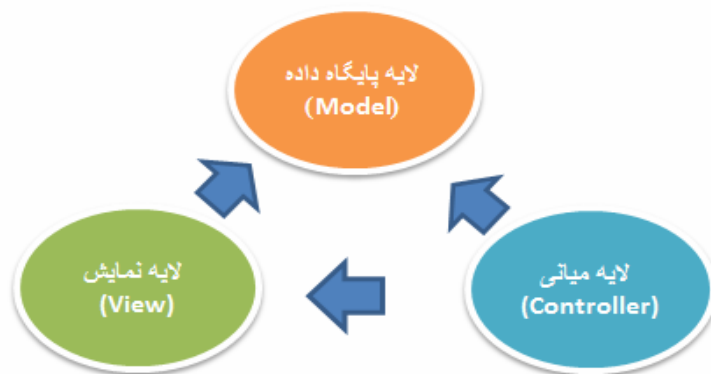 لایه پایگاه داده
(Model)
لایه نمایش
(View)
لایه میانی
(Controller)